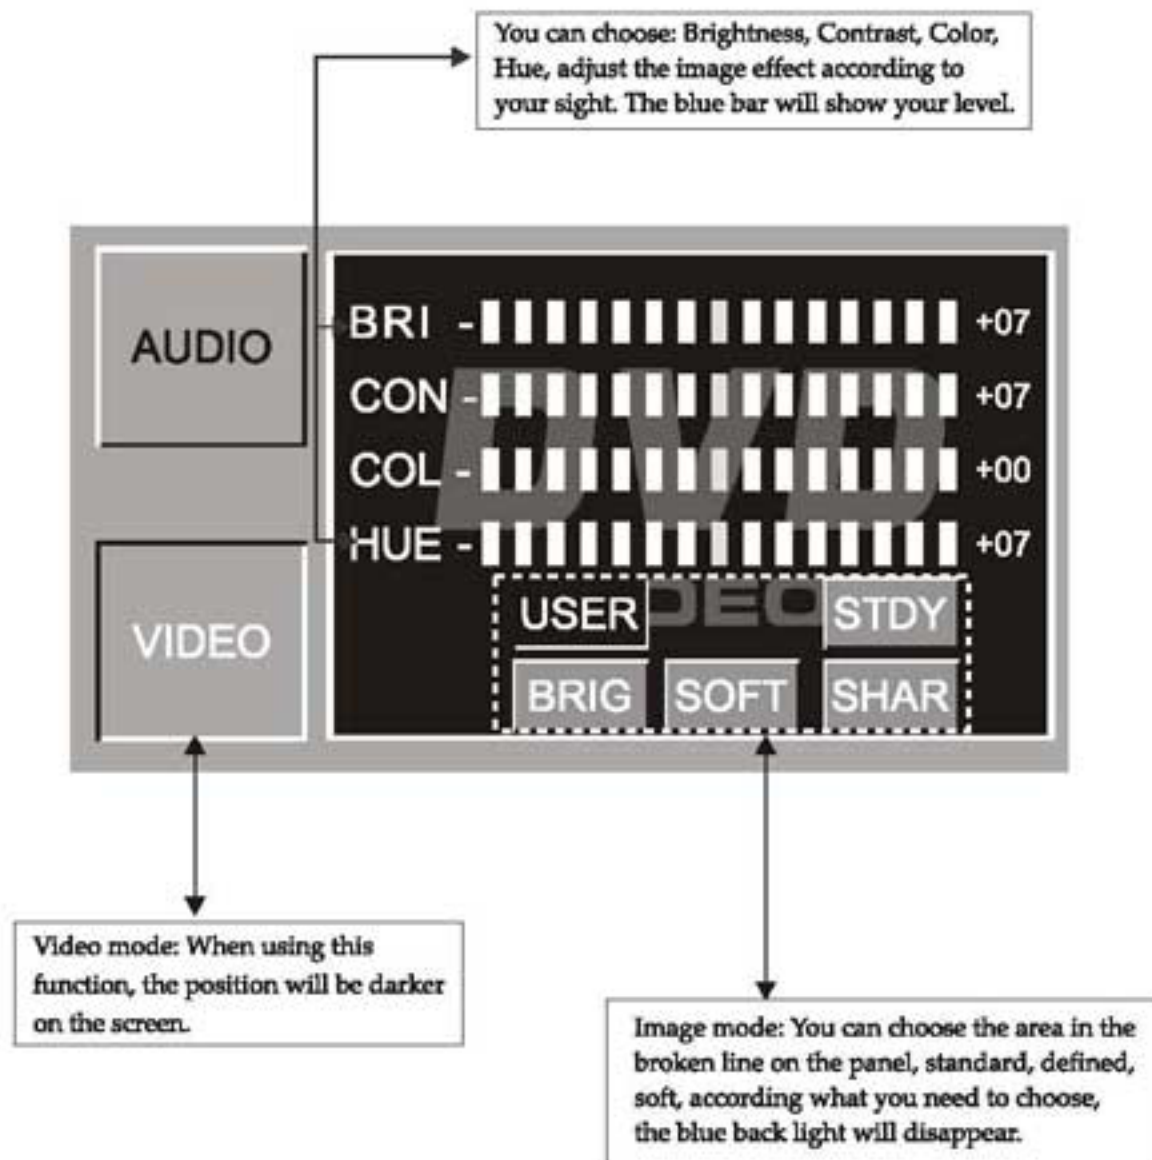 You can choose: Brightness, Contrast, Color,
Hue, adjust the image effect according to
your sight. The blue bar will show your level.
AUDIO
VIDEO
BRI - +07
CON - +07
COL - +00
HUE - +07
DVD
DEO
USER STDY
BRIG SOFT SHAR
Video mode: When using this
function, the position will be darker
on the screen.
Image mode: You can choose the area in the
broken line on the panel, standard, defined,
soft, according what you need to choose,
the blue back light will disappear.